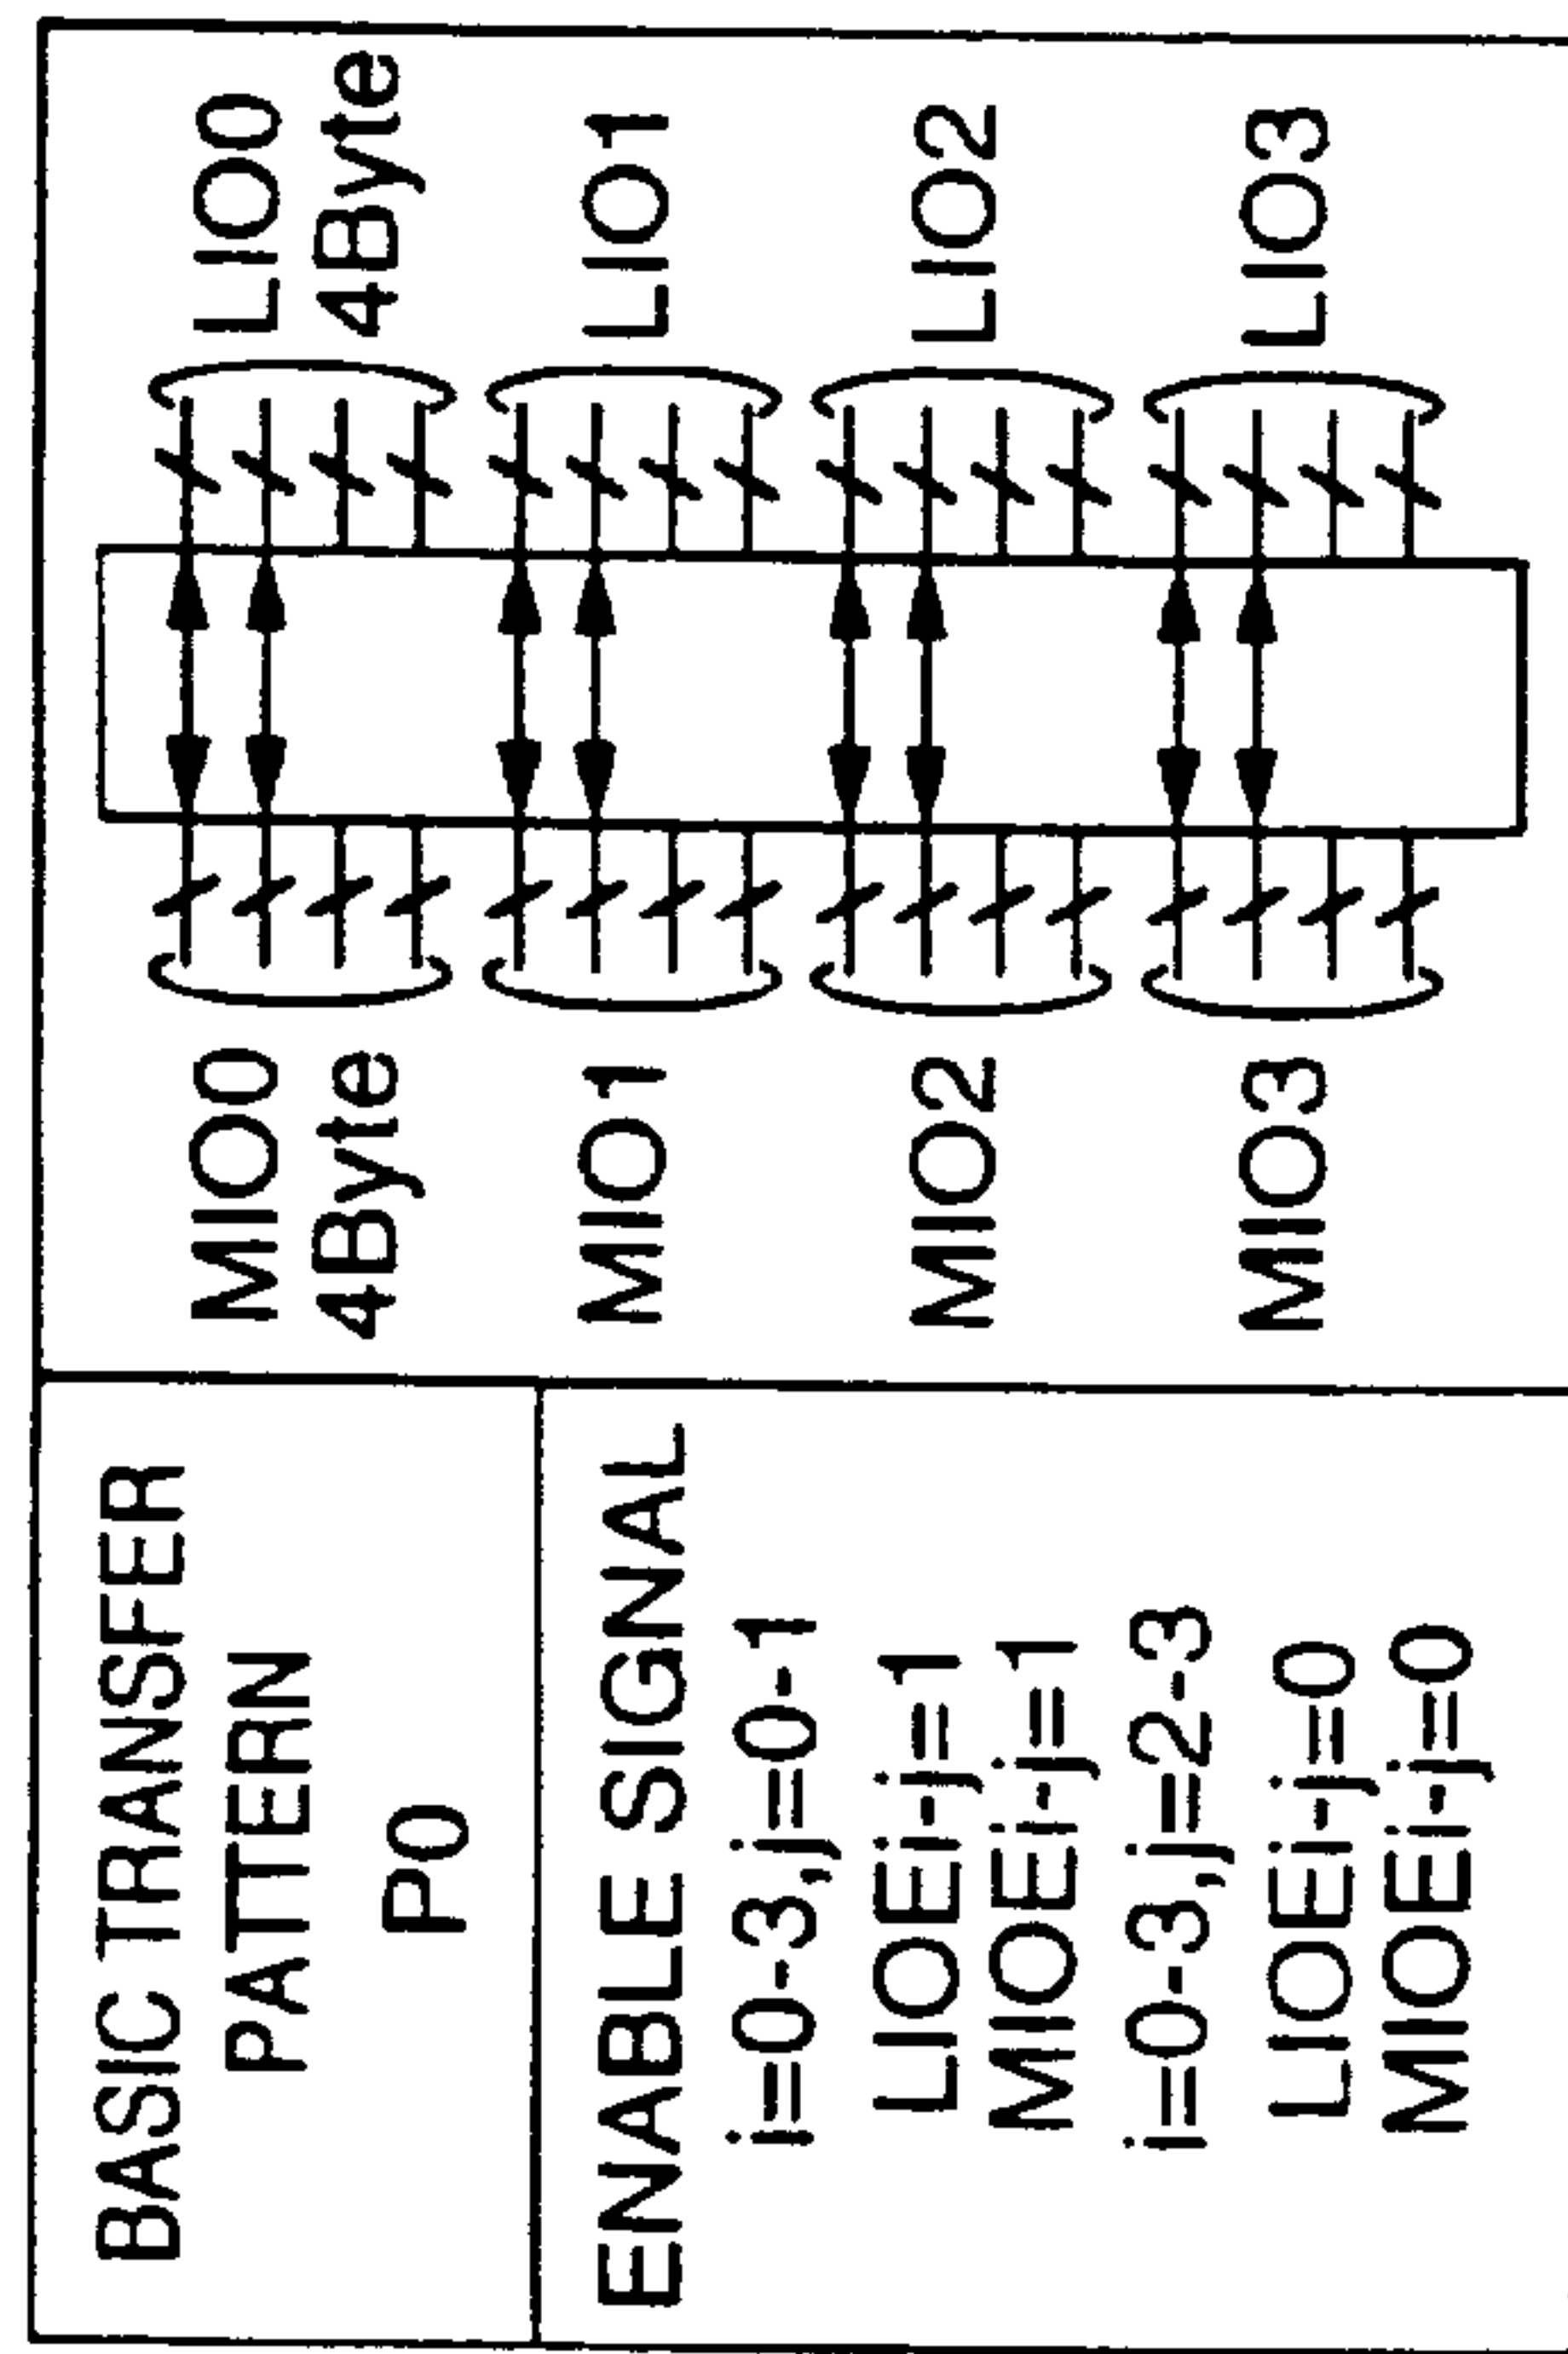 BASIC TRANSFER
PATTERN
P0
ENABLE SIGNAL
i=0-3,j=0-1
LIOEi-j=1
MIOEi-j=1
i=0-3,j=2-3
LIOEi-j=0
MIOEi-j=0
MIO0
4Byte
LIO0
4Byte
MIO1
LIO1
MIO2
LIO2
MIO3
LIO3